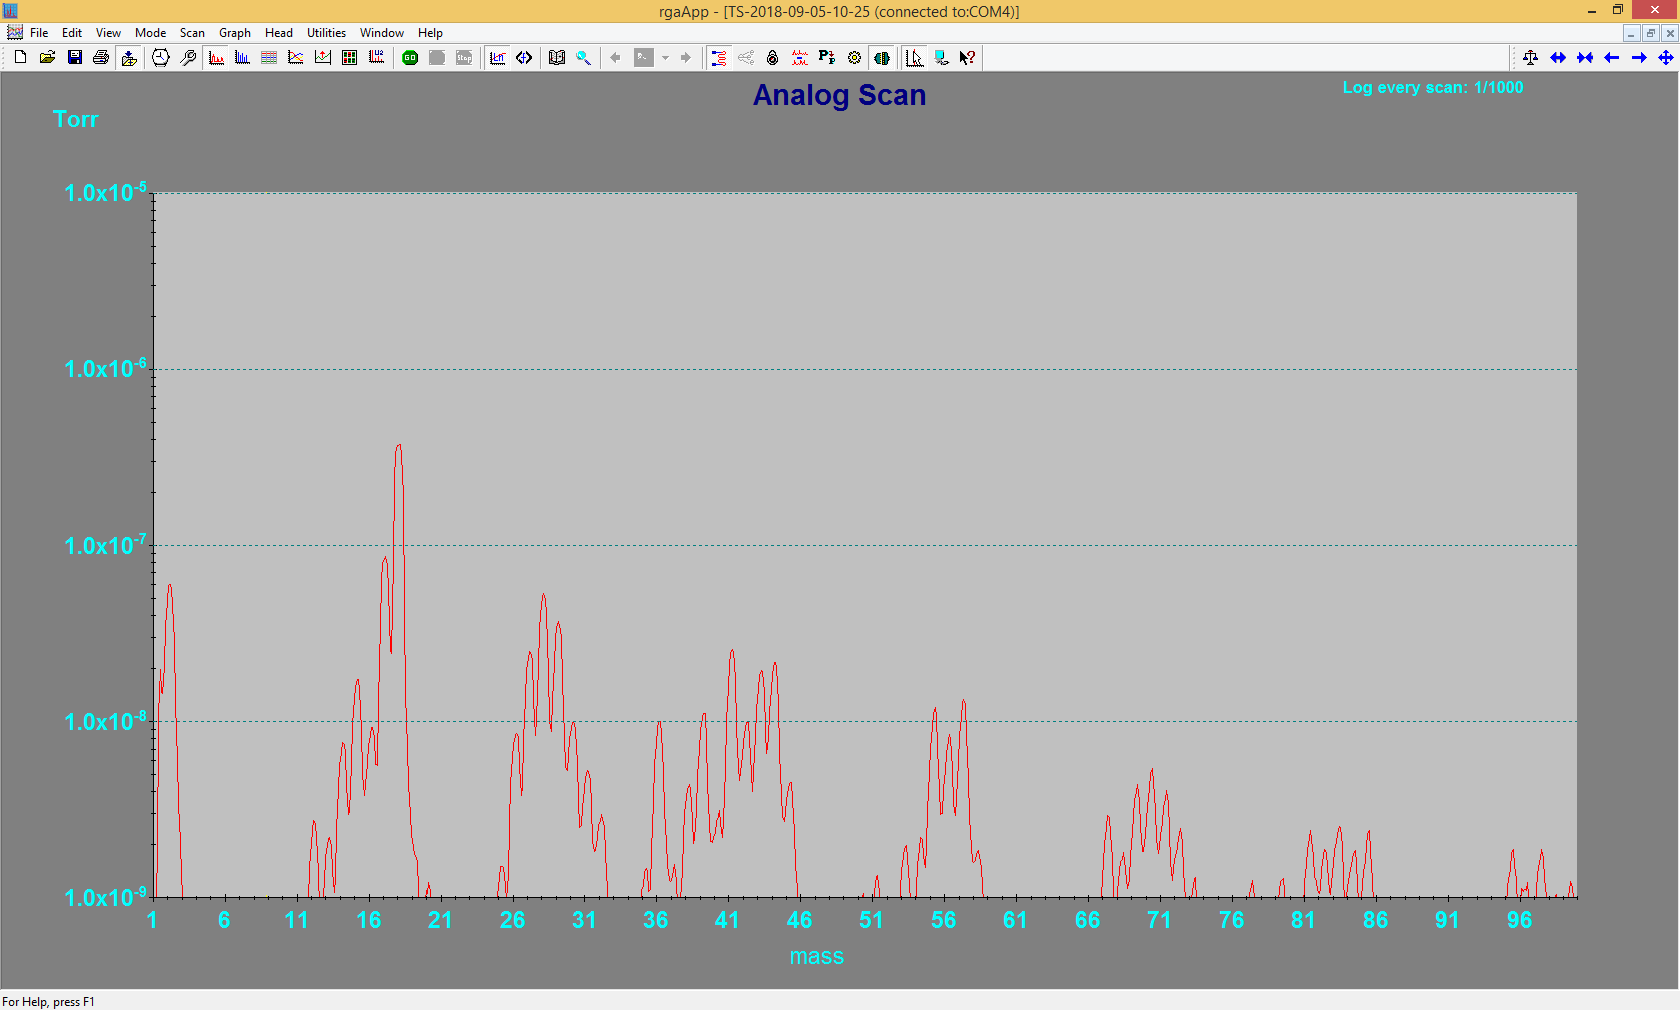 rgaApp - [TS-2018-09-05-10-25 (connected to:COM4)]
File Edit View Mode Scan Graph Head Utilities Window Help
GO Stop
Analog Scan
Log every scan: 1/1000
Torr
1.0x10-5
1.0x10-6
1.0x10-7
1.0x10-8
1.0x10-9
1 6 11 16 21 26 31 36 41 46 51 56 61 66 71 76 81 86 91 96
mass
For Help, press F1